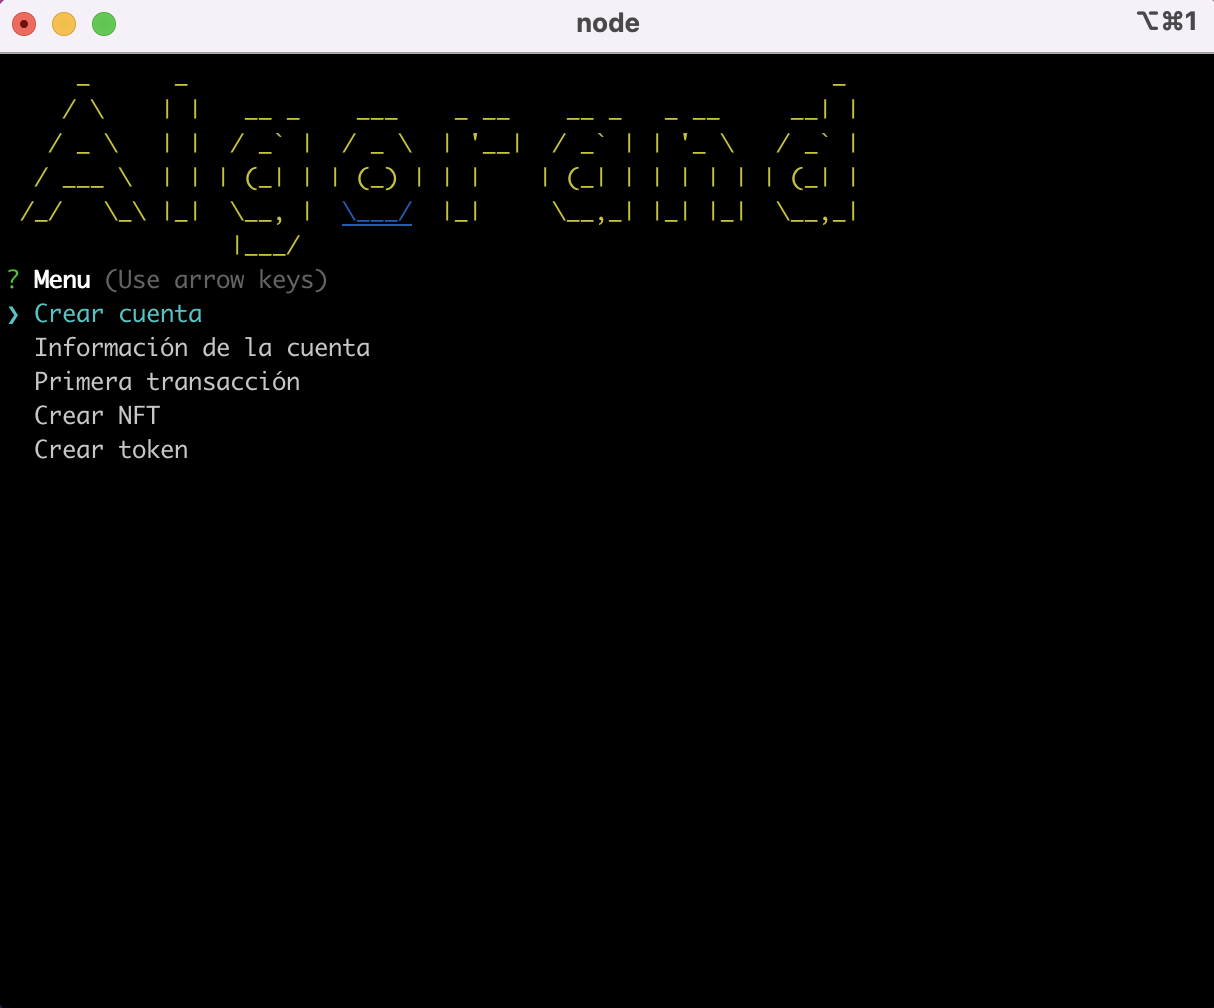 node
⌥⌘1
Algorand
? Menu (Use arrow keys)
❯ Crear cuenta
Información de la cuenta
Primera transacción
Crear NFT
Crear token